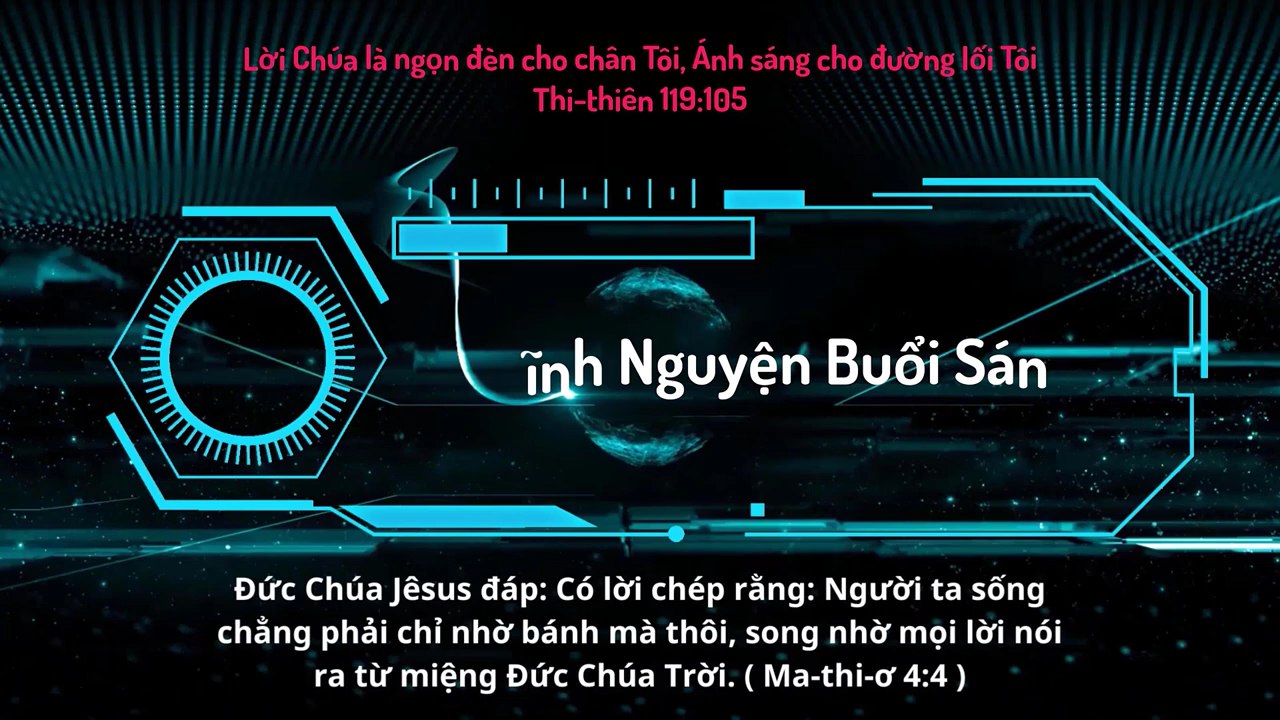 Lời Chúa là ngọn đèn cho chân Tôi, Ánh sáng cho đường lối Tôi
Thi-thiên 119:105
ĩnh Nguyện Buổi Sán
Đức Chúa Jêsus đáp: Có lời chép rằng: Người ta sống
chẳng phải chỉ nhờ bánh mà thôi, song nhờ mọi lời nói
ra từ miệng Đức Chúa Trời. ( Ma-thi-ơ 4:4 )